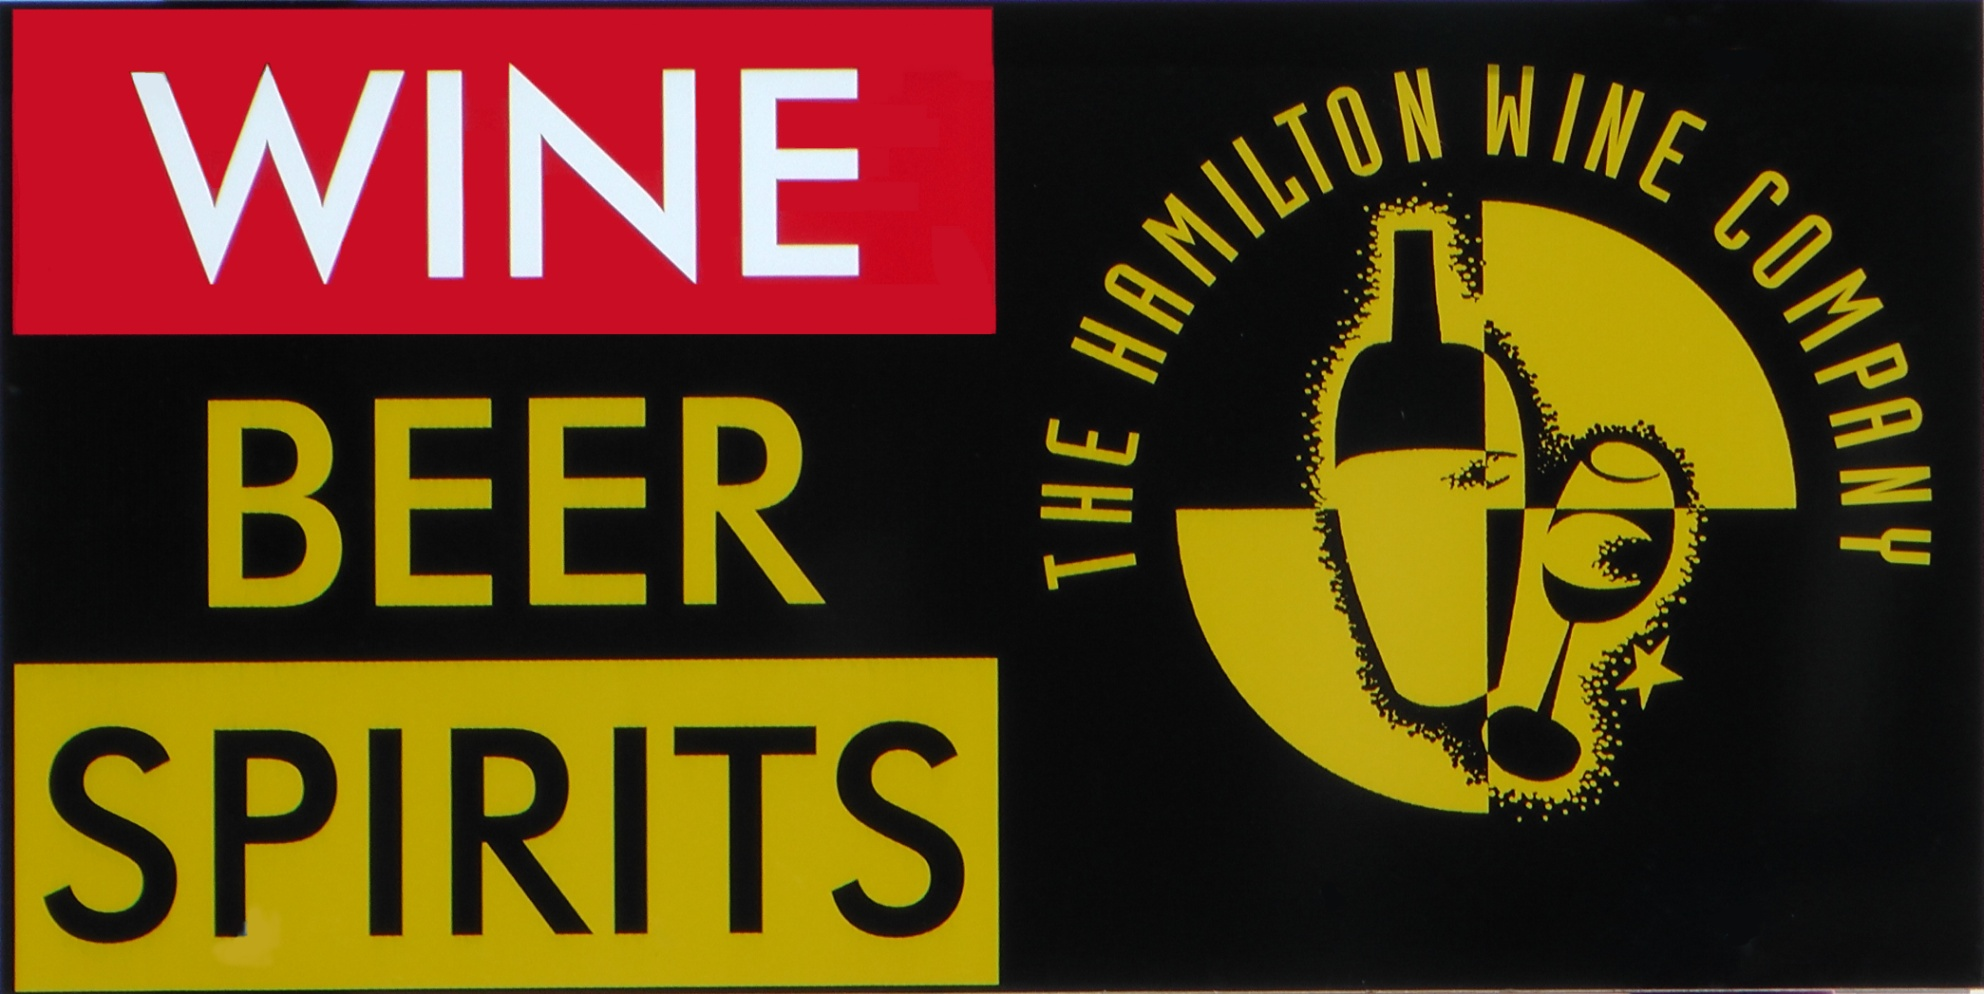 WINE
BEER
SPIRITS
THE HAMILTON WINE COMPANY